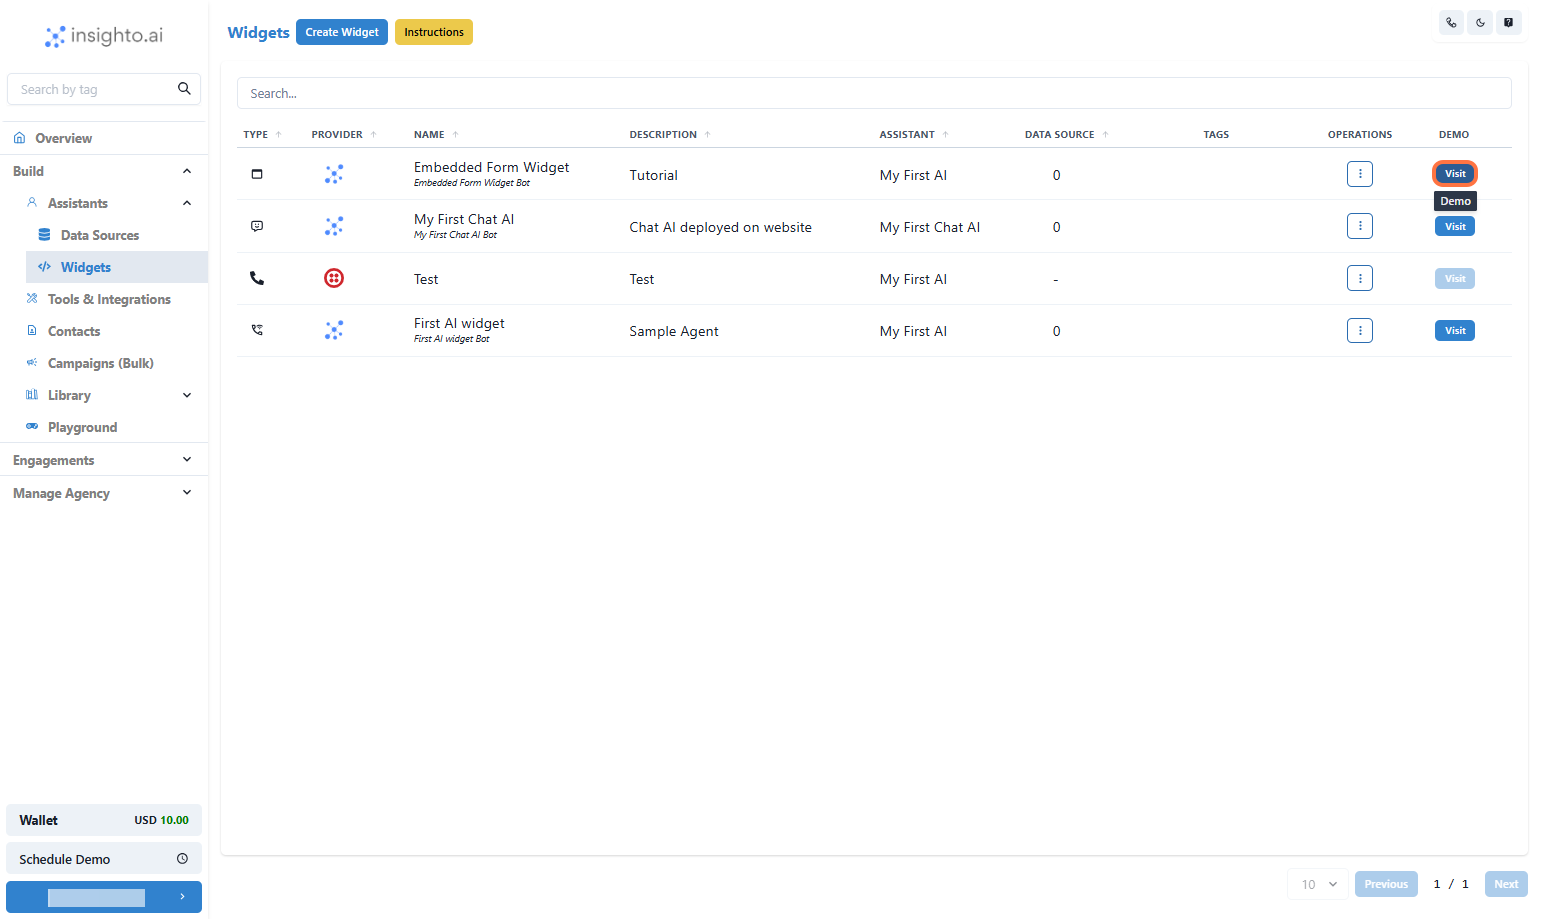 insighto.ai
Search by tag
Overview
Build
Assistants
Data Sources
Widgets
Tools & Integrations
Contacts
Campaigns (Bulk)
Library
Playground
Engagements
Manage Agency
Wallet USD 10.00
Schedule Demo
Widgets Create Widget Instructions
Search...
TYPE PROVIDER NAME DESCRIPTION ASSISTANT DATA SOURCE TAGS OPERATIONS DEMO
Embedded Form Widget
Embedded Form Widget Bot
Tutorial My First AI 0 Visit
Demo
My First Chat AI
My First Chat AI Bot
Chat AI deployed on website My First Chat AI 0 Visit
Test Test My First AI - Visit
First AI widget
First AI widget Bot
Sample Agent My First AI 0 Visit
10 Previous 1 / 1 Next